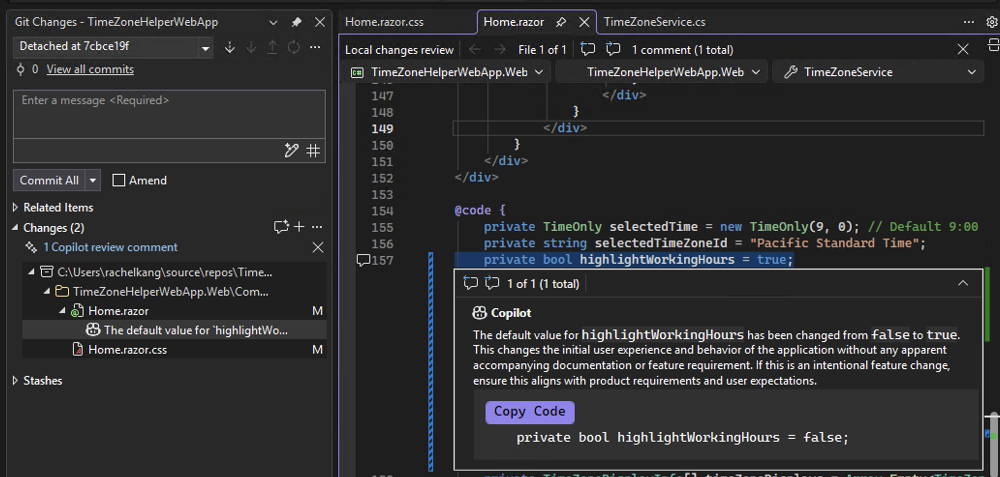 Git Changes - TimeZoneHelperWebApp
Detached at 7cbce19f
0 View all commits
Enter a message <Required>
Commit All
Amend
Related Items
Changes (2)
1 Copilot review comment
C:\Users\rachelkang\source\repos\Time...
TimeZoneHelperWebApp.Web\Com...
Home.razor M
The default value for `highlightWo...
Home.razor.css M
Stashes
Home.razor.css Home.razor TimeZoneService.cs
Local changes review File 1 of 1 1 comment (1 total)
TimeZoneHelperWebApp.Web TimeZoneHelperWebApp.Web TimeZoneService
147 </div>
148 }
149 </div>
150 }
151 </div>
152 </div>
153
154 @code {
155 private TimeOnly selectedTime = new TimeOnly(9, 0); // Default 9:00
156 private string selectedTimeZoneId = "Pacific Standard Time";
157 private bool highlightWorkingHours = true;
1 of 1 (1 total)
Copilot
The default value for highlightWorkingHours has been changed from false to true.
This changes the initial user experience and behavior of the application without any apparent
accompanying documentation or feature requirement. If this is an intentional feature change,
ensure this aligns with product requirements and user expectations.
Copy Code
private bool highlightWorkingHours = false;